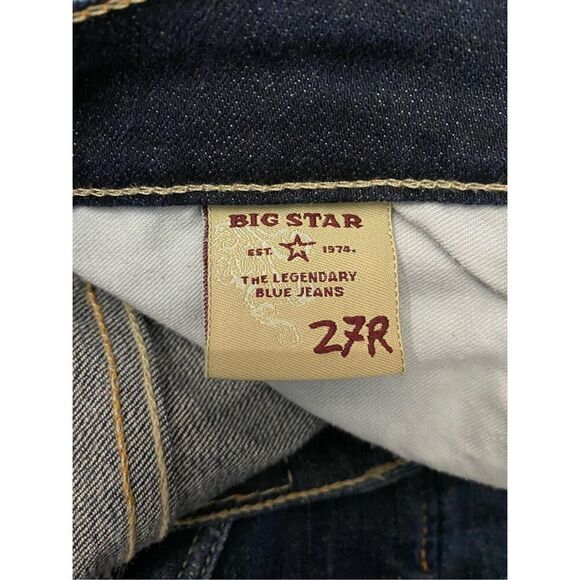 BIG STAR
EST. 1974.
THE LEGENDARY
BLUE JEANS
27R